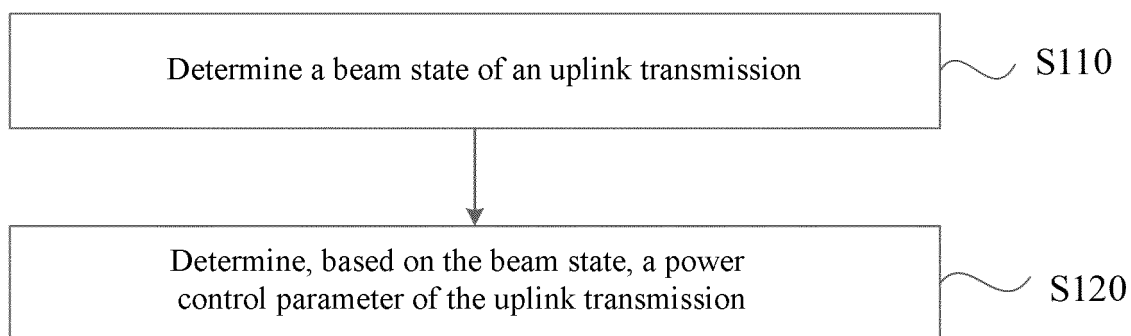 Determine a beam state of an uplink transmission
S110
Determine, based on the beam state, a power
control parameter of the uplink transmission
S120